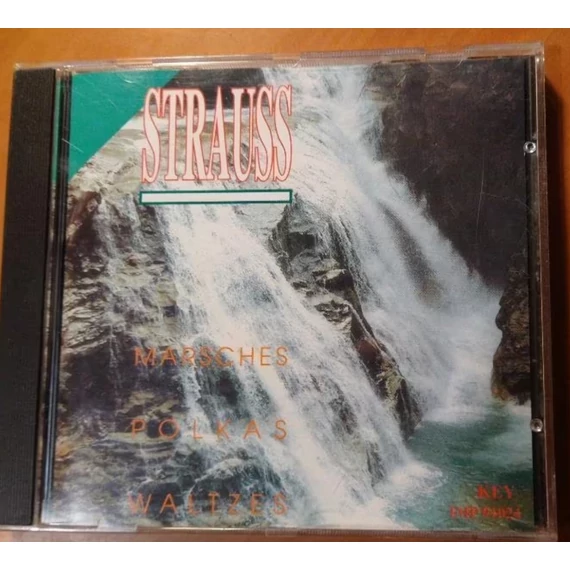 STRAUSS
MARSCHES
POLKAS
WALTZES
KEY